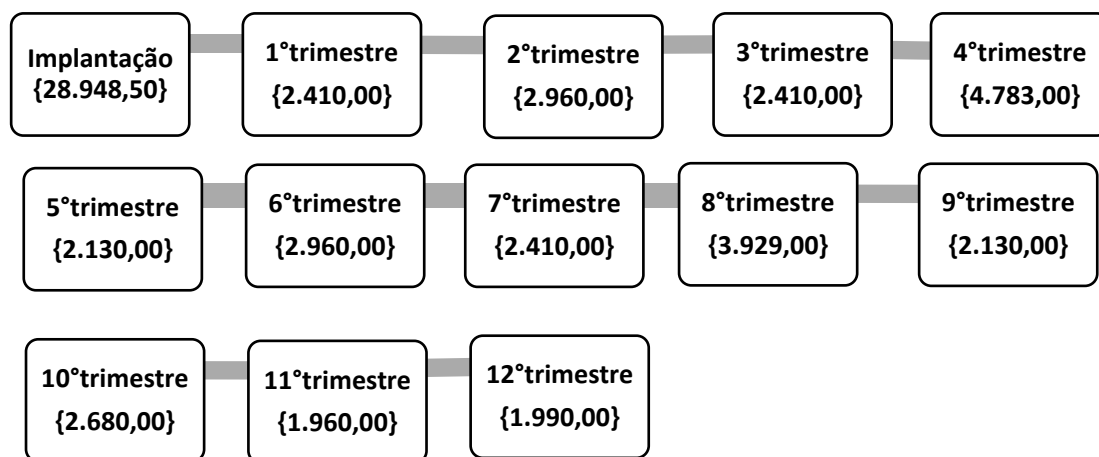 Implantação
{28.948,50}
1°trimestre
{2.410,00}
2°trimestre
{2.960,00}
3°trimestre
{2.410,00}
4°trimestre
{4.783,00}
5°trimestre
{2.130,00}
6°trimestre
{2.960,00}
7°trimestre
{2.410,00}
8°trimestre
{3.929,00}
9°trimestre
{2.130,00}
10°trimestre
{2.680,00}
11°trimestre
{1.960,00}
12°trimestre
{1.990,00}